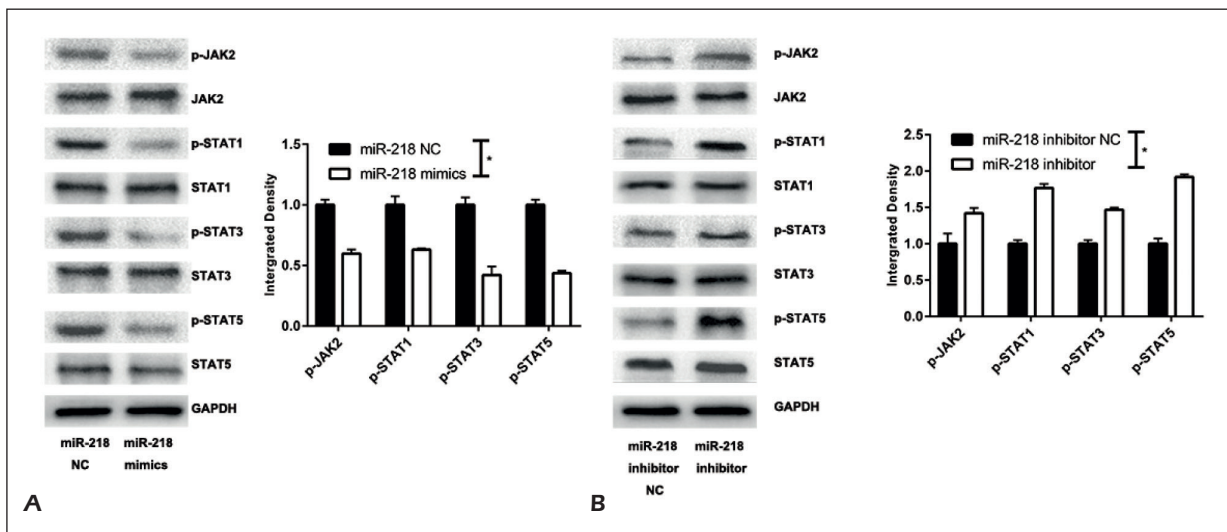 p-JAK2
JAK2
p-STAT1
STAT1
p-STAT3
STAT3
p-STAT5
STAT5
GAPDH
miR-218 miR-218
NC mimics
A
Intergrated Density
1.5
1.0
0.5
0.0
miR-218 NC
miR-218 mimics
*
p-JAK2
p-STAT1
p-STAT3
p-STAT5
p-JAK2
JAK2
p-STAT1
STAT1
p-STAT3
STAT3
p-STAT5
STAT5
GAPDH
miR-218 miR-218
inhibitor inhibitor
NC
B
Intergrated Density
2.5
2.0
1.5
1.0
0.5
0.0
miR-218 inhibitor NC
miR-218 inhibitor
*
p-JAK2
p-STAT1
p-STAT3
p-STAT5